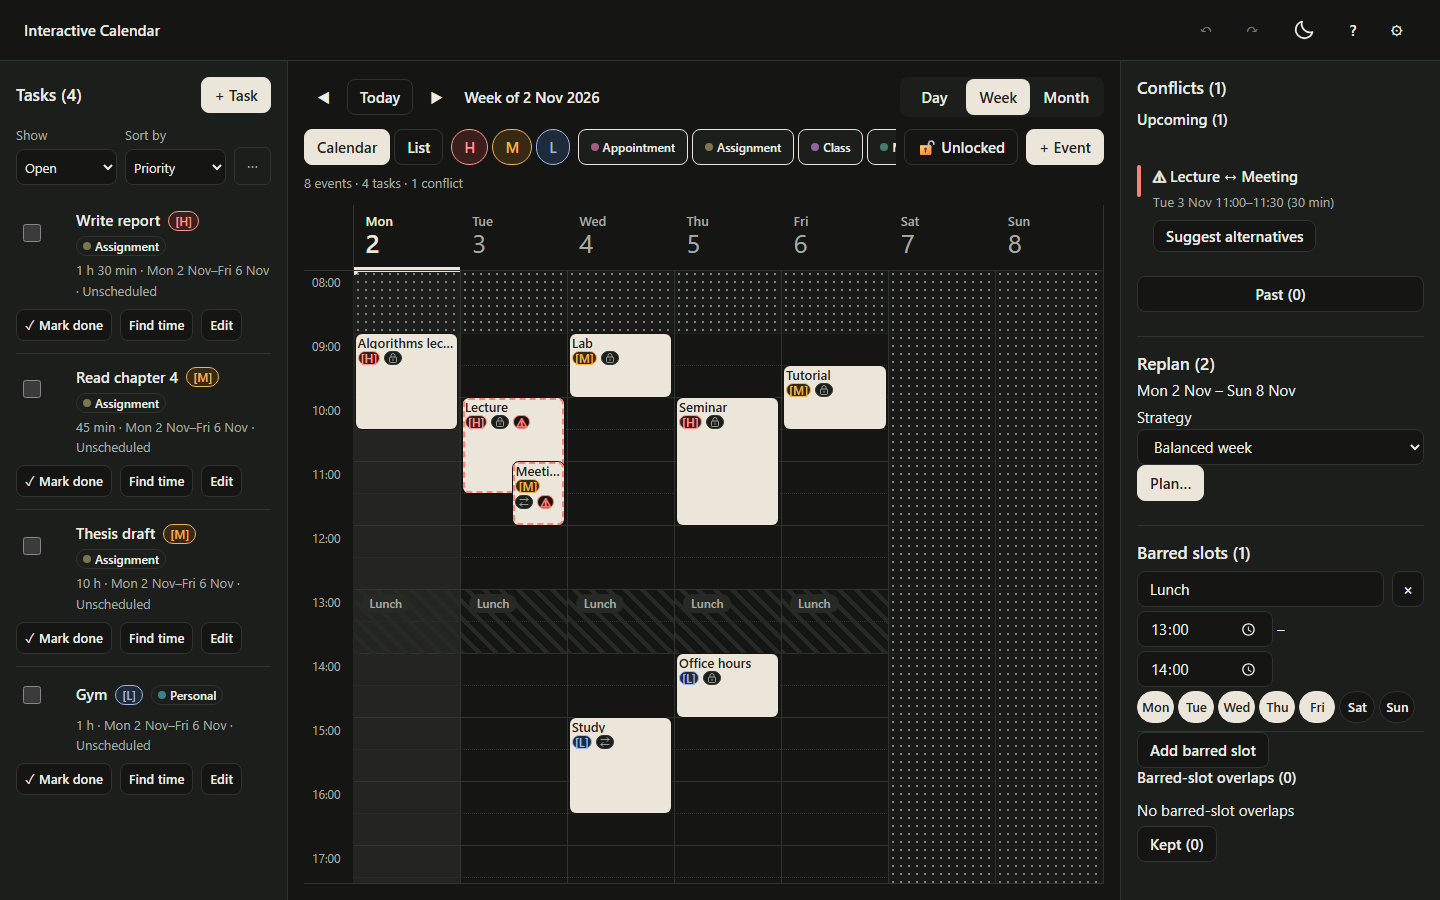 Interactive Calendar
?
Tasks (4)
+ Task
Show
Sort by
Open
Priority
...
Write report [H]
Assignment
1 h 30 min · Mon 2 Nov–Fri 6 Nov
· Unscheduled
✓ Mark done
Find time
Edit
Read chapter 4 [M]
Assignment
45 min · Mon 2 Nov–Fri 6 Nov ·
Unscheduled
✓ Mark done
Find time
Edit
Thesis draft [M]
Assignment
10 h · Mon 2 Nov–Fri 6 Nov ·
Unscheduled
✓ Mark done
Find time
Edit
Gym [L] Personal
1 h · Mon 2 Nov–Fri 6 Nov ·
Unscheduled
✓ Mark done
Find time
Edit
◀ Today ▶ Week of 2 Nov 2026
Day Week Month
Calendar List H M L Appointment Assignment Class
Unlocked
+ Event
8 events · 4 tasks · 1 conflict
Mon Tue Wed Thu Fri Sat Sun
2 3 4 5 6 7 8
08:00
09:00
10:00
11:00
12:00
13:00
14:00
15:00
16:00
17:00
Algorithms lec...
[H]
Lecture
[H]
Meeti...
[M]
Lab
[M]
Seminar
[H]
Tutorial
[M]
Lunch Lunch Lunch Lunch Lunch
Office hours
[L]
Study
[L]
Conflicts (1)
Upcoming (1)
Lecture ↔ Meeting
Tue 3 Nov 11:00–11:30 (30 min)
Suggest alternatives
Past (0)
Replan (2)
Mon 2 Nov – Sun 8 Nov
Strategy
Balanced week
Plan...
Barred slots (1)
Lunch
×
13:00 –
14:00
Mon Tue Wed Thu Fri Sat Sun
Add barred slot
Barred-slot overlaps (0)
No barred-slot overlaps
Kept (0)